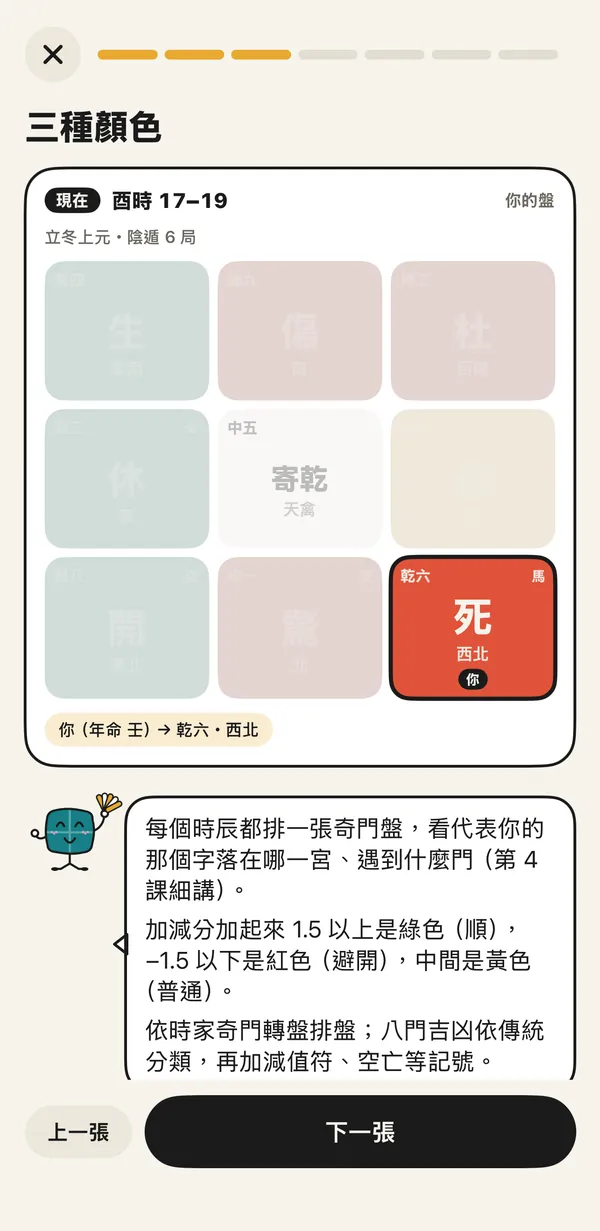 三種顏色
現在 酉時 17–19 你的盤
立冬上元・陰遁 6 局
生 傷 杜
休 中五 寄乾 天禽
開 驚 乾六 馬 死 西北 你
你（年命 壬）→ 乾六・西北
每個時辰都排一張奇門盤，看代表你的
那個字落在哪一宮、遇到什麼門（第 4
課細講）。
加減分加起來 1.5 以上是綠色（順），
–1.5 以下是紅色（避開），中間是黃色
（普通）。
依時家奇門轉盤排盤；八門吉凶依傳統
分類，再加減值符、空亡等記號。
上一張 下一張